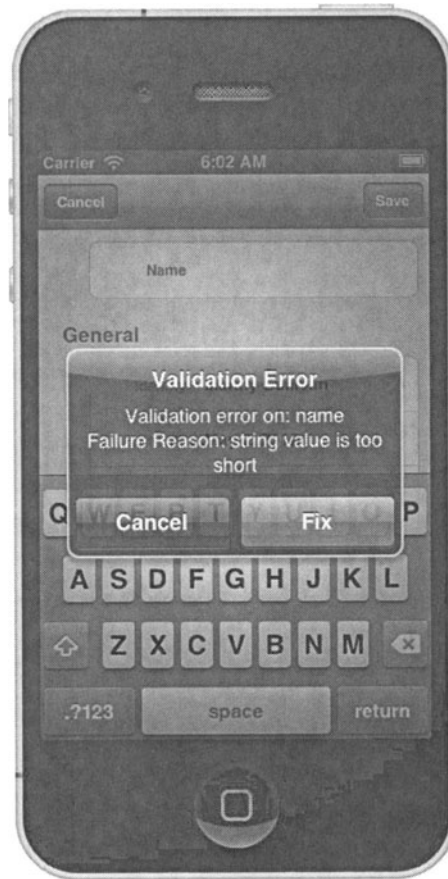 Carrier 6:02 AM
Cancel Save
Name
General
Validation Error
Validation error on: name
Failure Reason: string value is too
short
Cancel Fix
Q W E R T Y U I O P
A S D F G H J K L
Z X C V B N M
.?123 space return